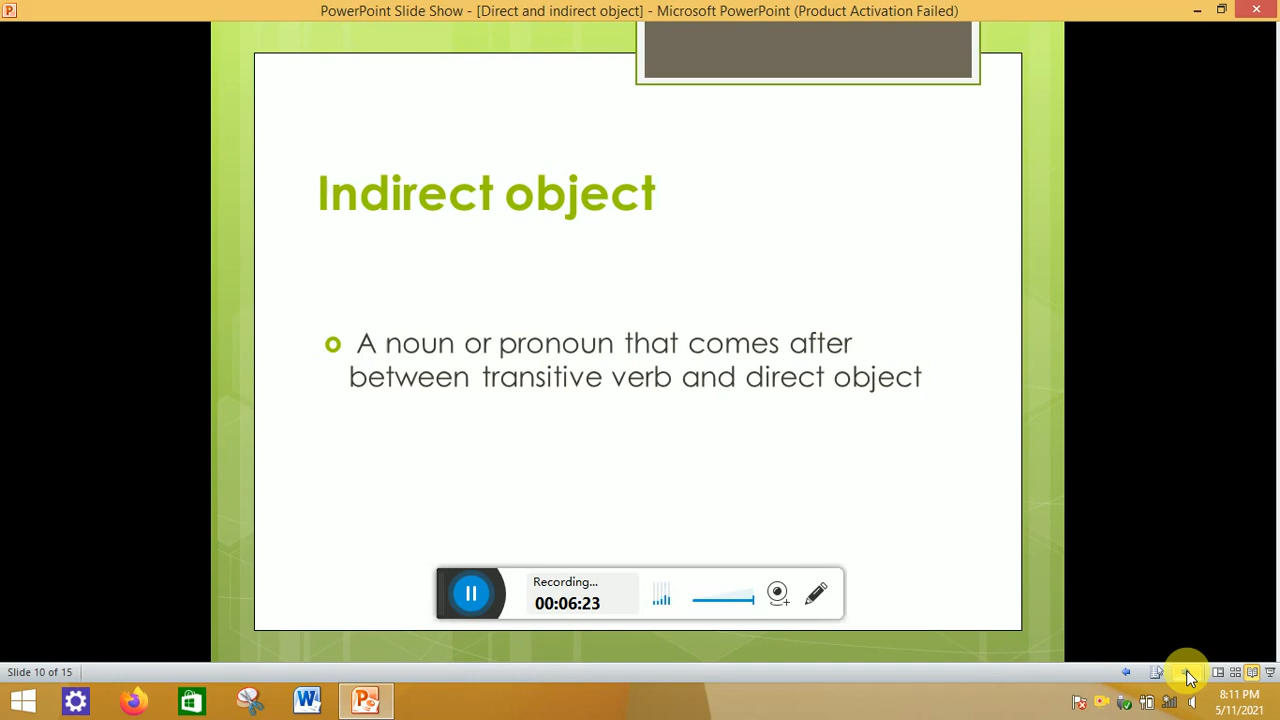 PowerPoint Slide Show - [Direct and indirect object] - Microsoft PowerPoint (Product Activation Failed)
Indirect object
A noun or pronoun that comes after
between transitive verb and direct object
Recording...
00:06:23
Slide 10 of 15
8:11 PM
5/11/2021